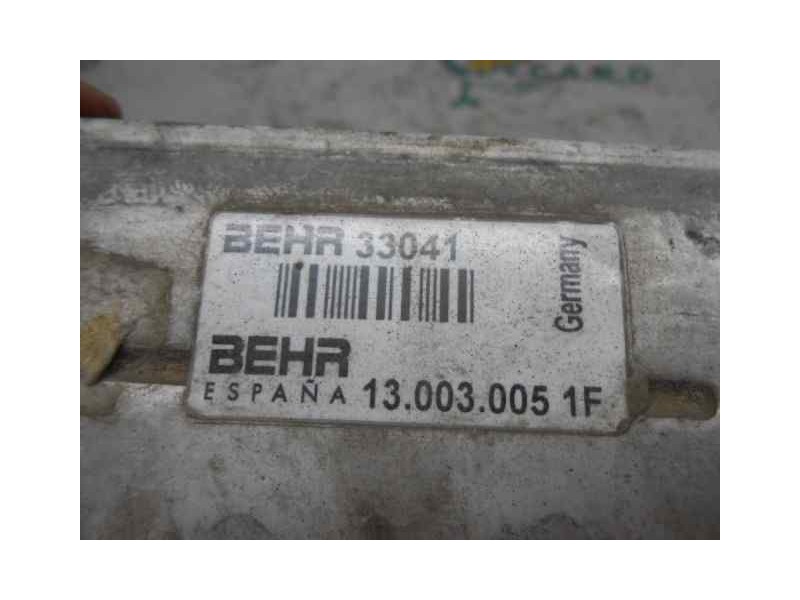 BEHR 33041
Germany
BEHR
ESPAÑA 13.003.005 1F